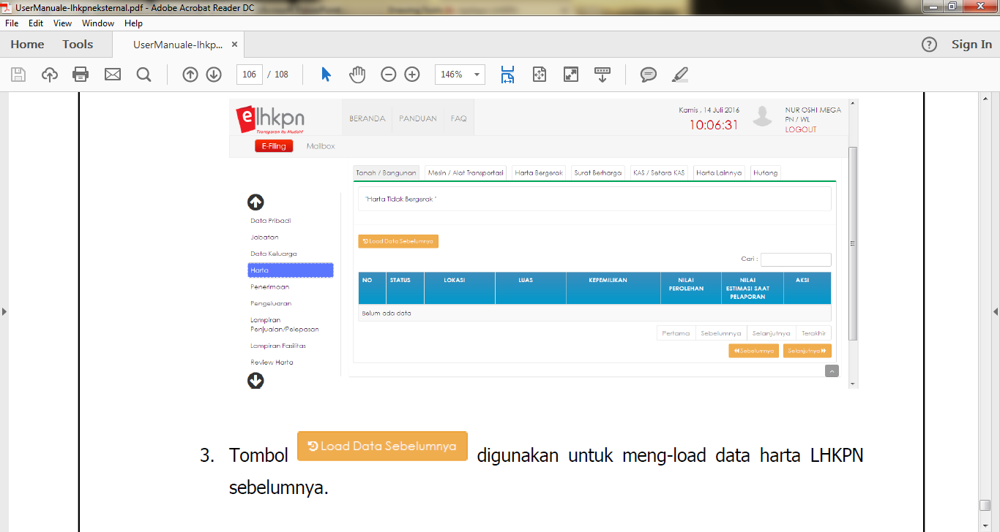 UserManuale-lhkpneksternal.pdf - Adobe Acrobat Reader DC
File Edit View Window Help
Home Tools UserManuale-lhkp... × ? Sign In
106 / 108 146%
elhkpn
Transparan itu Mudah!
BERANDA PANDUAN FAQ
Kamis , 14 Juli 2016
10:06:31
NUR OSHI MEGA
PN / WL
LOGOUT
E-Filing Mailbox
Tanah / Bangunan Mesin / Alat Transportasi Harta Bergerak Surat Berharga KAS / Setara KAS Harta Lainnya Hutang
"Harta Tidak Bergerak "
Data Pribadi
Jabatan
Data Keluarga
Harta
Penerimaan
Pengeluaran
Lampiran
Penjualan/Pelepasan
Lampiran Fasilitas
Review Harta
Load Data Sebelumnya
Cari :
NO STATUS LOKASI LUAS KEPEMILIKAN NILAI PEROLEHAN NILAI ESTIMASI SAAT PELAPORAN AKSI
Belum ada data
Pertama Sebelumnya Selanjutnya Terakhir
Sebelumnya Selanjutnya
3. Tombol Load Data Sebelumnya digunakan untuk meng-load data harta LHKPN
sebelumnya.